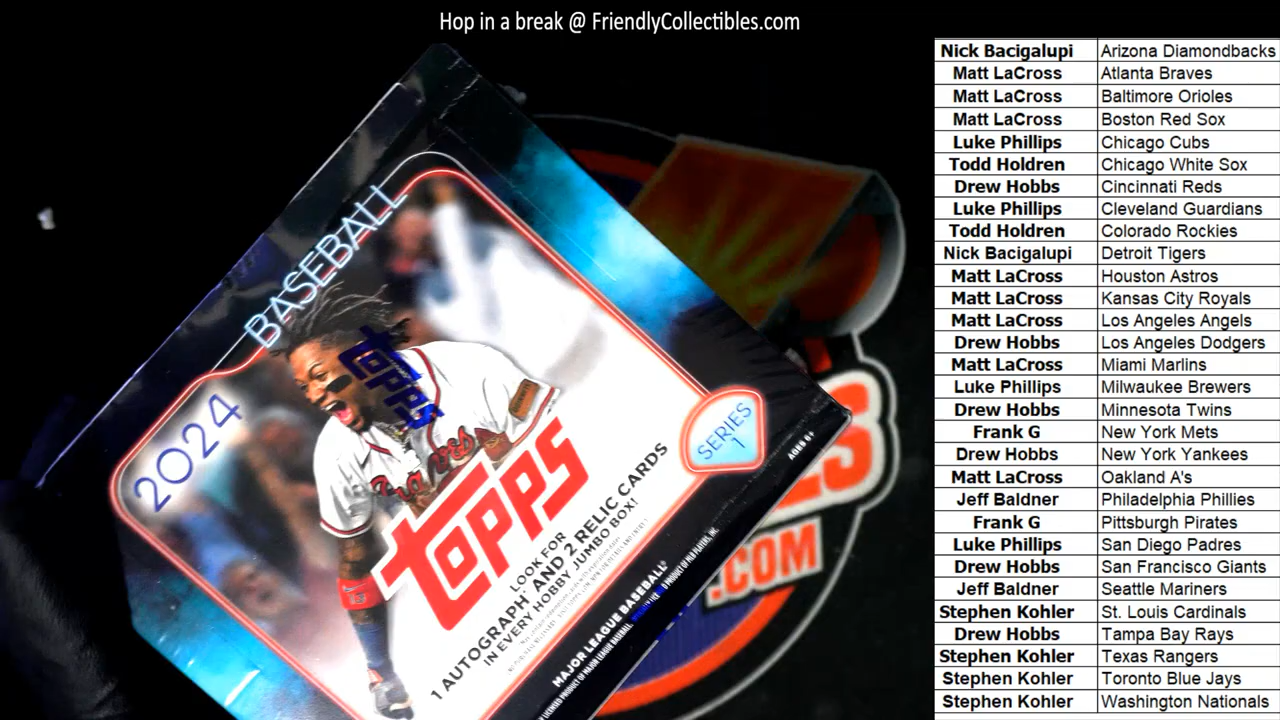 Hop in a break @ FriendlyCollectibles.com
Nick Bacigalupi Arizona Diamondbacks
Matt LaCross Atlanta Braves
Matt LaCross Baltimore Orioles
Matt LaCross Boston Red Sox
Luke Phillips Chicago Cubs
Todd Holdren Chicago White Sox
Drew Hobbs Cincinnati Reds
Luke Phillips Cleveland Guardians
Todd Holdren Colorado Rockies
Nick Bacigalupi Detroit Tigers
Matt LaCross Houston Astros
Matt LaCross Kansas City Royals
Matt LaCross Los Angeles Angels
Drew Hobbs Los Angeles Dodgers
Matt LaCross Miami Marlins
Luke Phillips Milwaukee Brewers
Drew Hobbs Minnesota Twins
Frank G New York Mets
Drew Hobbs New York Yankees
Matt LaCross Oakland A's
Jeff Baldner Philadelphia Phillies
Frank G Pittsburgh Pirates
Luke Phillips San Diego Padres
Drew Hobbs San Francisco Giants
Jeff Baldner Seattle Mariners
Stephen Kohler St. Louis Cardinals
Drew Hobbs Tampa Bay Rays
Stephen Kohler Texas Rangers
Stephen Kohler Toronto Blue Jays
Stephen Kohler Washington Nationals
2024 BASEBALL
topps
Braves
topps
SERIES
1
LOOK FOR
1 AUTOGRAPH* AND 2 RELIC CARDS
IN EVERY HOBBY JUMBO BOX!
AGES 6+
MAJOR LEAGUE BASEBALL
.COM